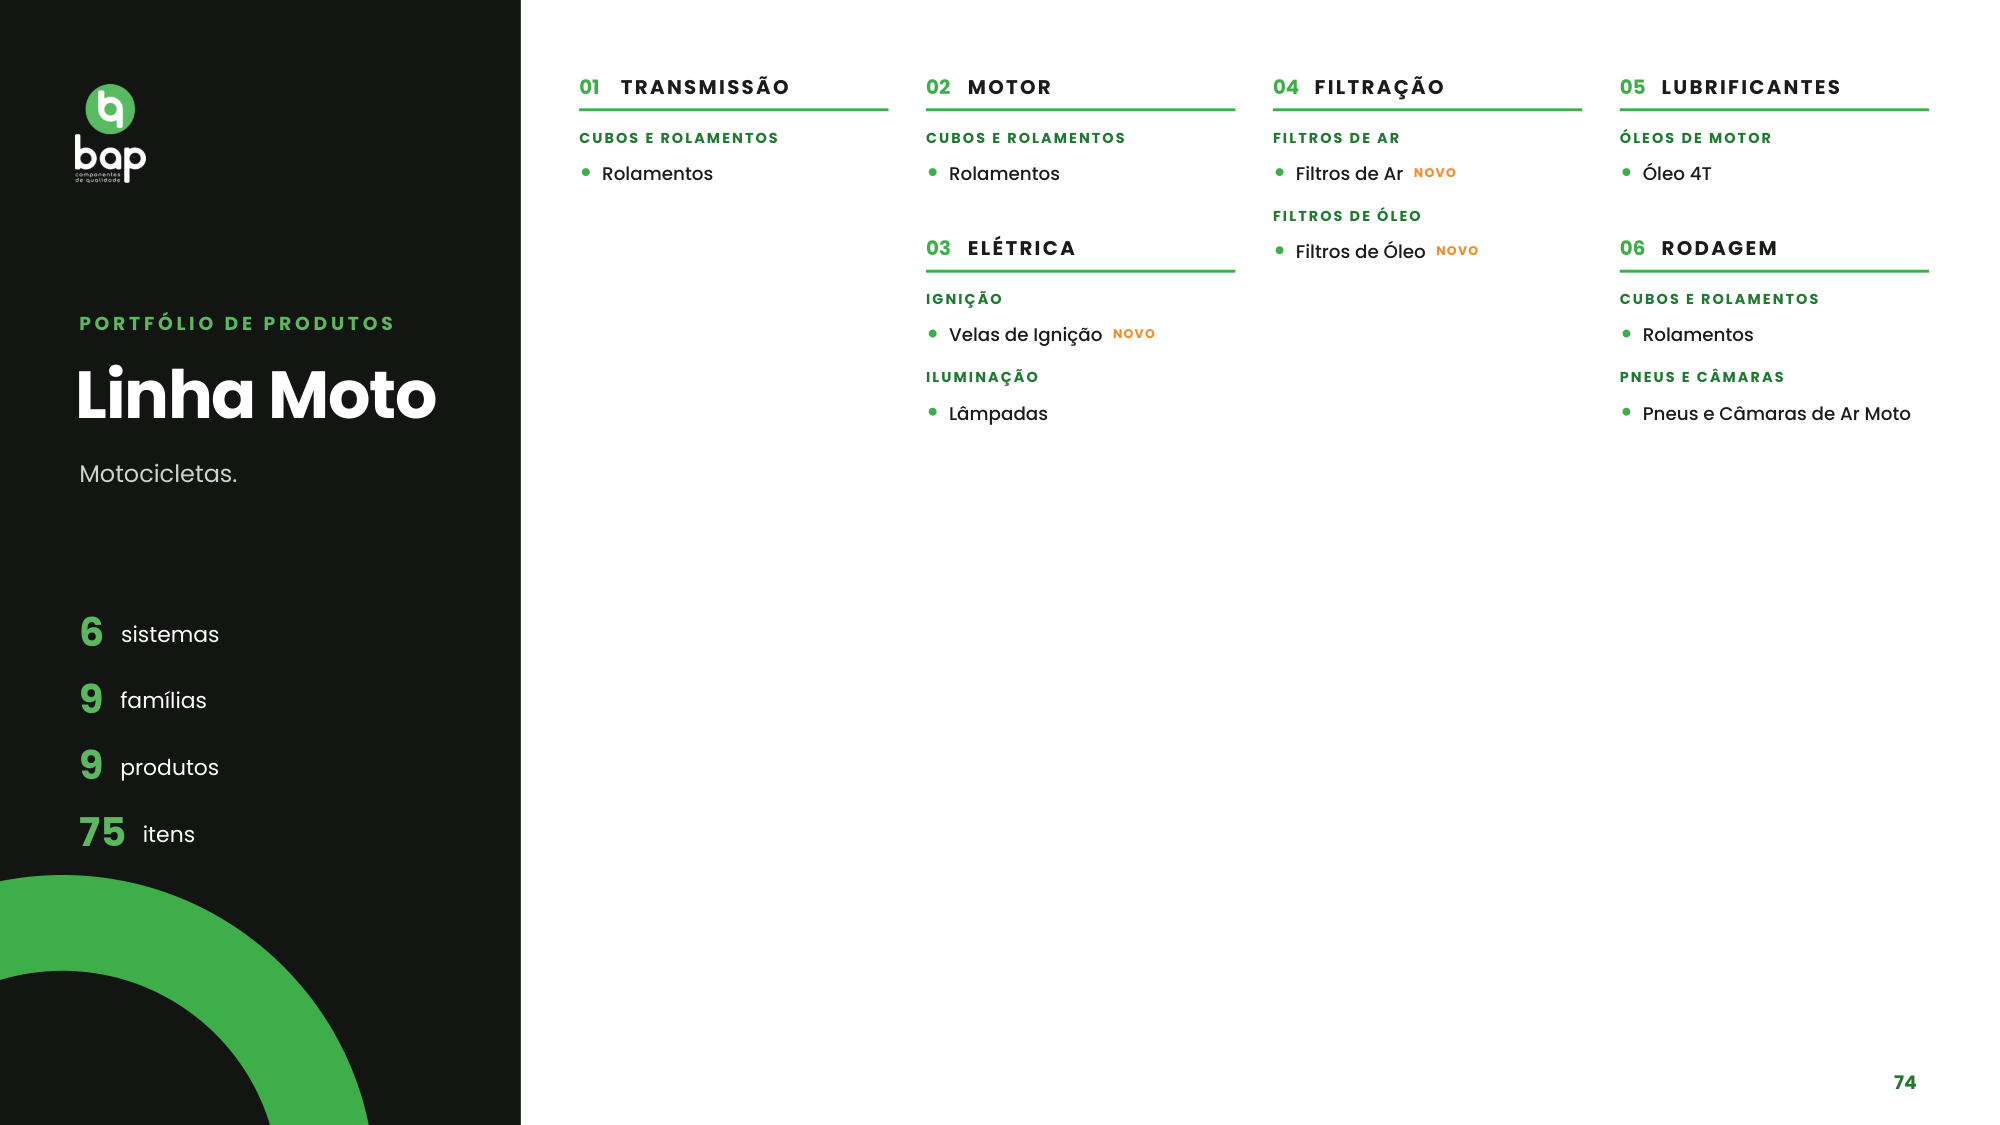 bap
componentes
de qualidade
PORTFÓLIO DE PRODUTOS
Linha Moto
Motocicletas.
6 sistemas
9 famílias
9 produtos
75 itens
01 TRANSMISSÃO
CUBOS E ROLAMENTOS
Rolamentos
02 MOTOR
CUBOS E ROLAMENTOS
Rolamentos
03 ELÉTRICA
IGNIÇÃO
Velas de Ignição NOVO
ILUMINAÇÃO
Lâmpadas
04 FILTRAÇÃO
FILTROS DE AR
Filtros de Ar NOVO
FILTROS DE ÓLEO
Filtros de Óleo NOVO
05 LUBRIFICANTES
ÓLEOS DE MOTOR
Óleo 4T
06 RODAGEM
CUBOS E ROLAMENTOS
Rolamentos
PNEUS E CÂMARAS
Pneus e Câmaras de Ar Moto
74